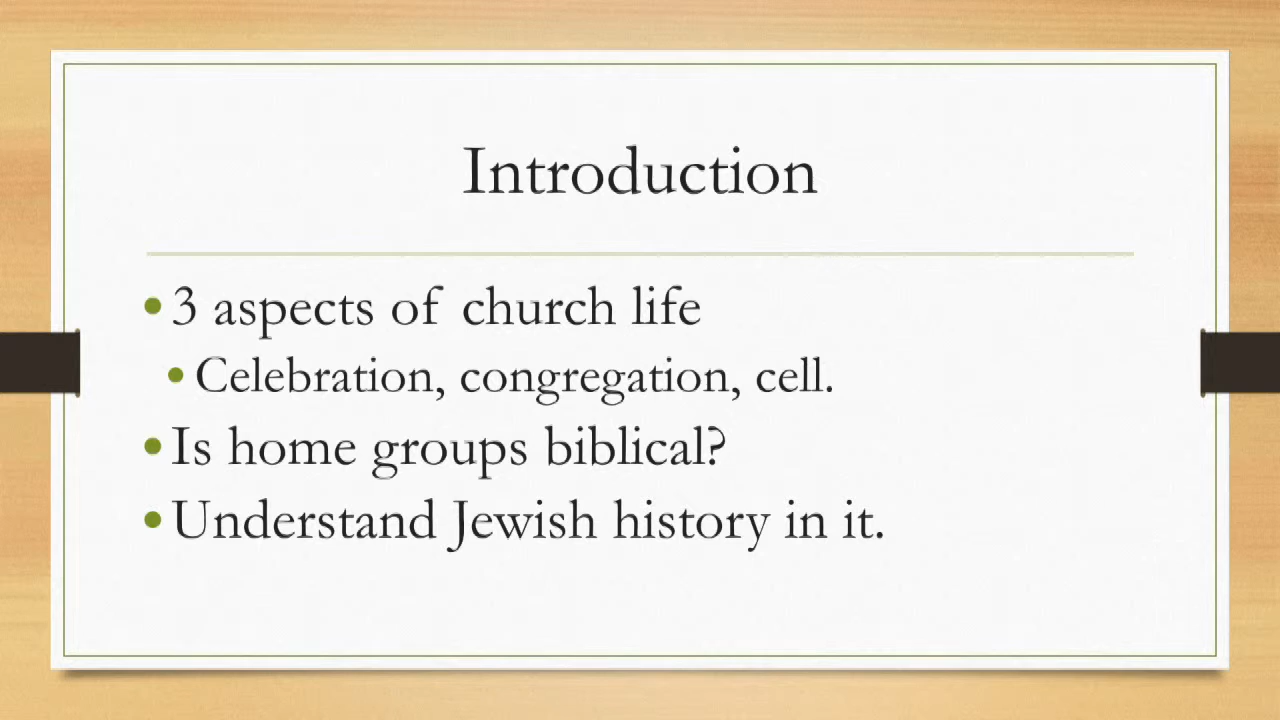 Introduction
• 3 aspects of church life
• Celebration, congregation, cell.
• Is home groups biblical?
• Understand Jewish history in it.